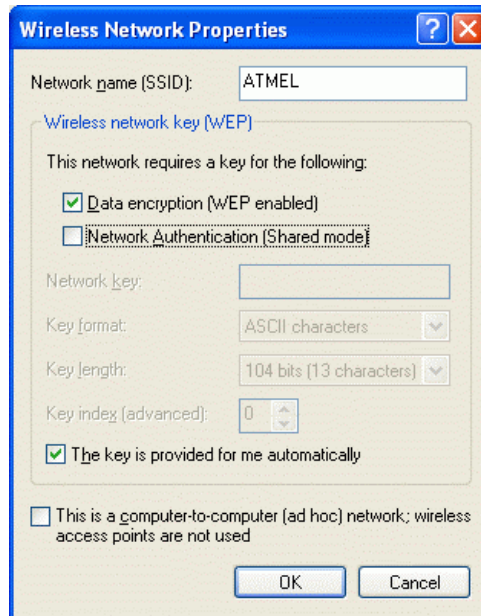 Wireless Network Properties
Network name (SSID): ATMEL
Wireless network key (WEP)
This network requires a key for the following:
Data encryption (WEP enabled)
Network Authentication (Shared mode)
Network key:
Key format: ASCII characters
Key length: 104 bits (13 characters)
Key index (advanced): 0
The key is provided for me automatically
This is a computer-to-computer (ad hoc) network; wireless
access points are not used
OK Cancel